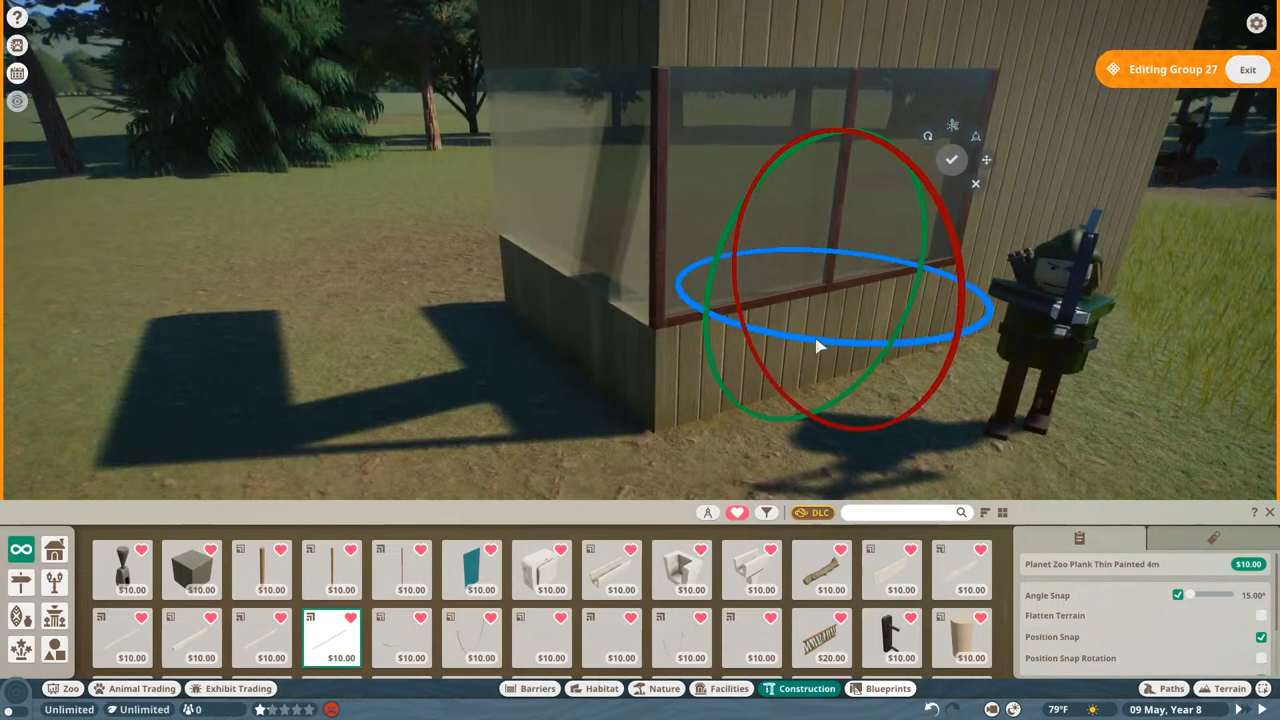 ?
Editing Group 27
Exit
DLC
? ×
$10.00 $10.00 $10.00 $10.00 $10.00 $10.00 $10.00 $10.00 $10.00 $10.00 $10.00 $10.00 $10.00
$10.00 $10.00 $10.00 $10.00 $10.00 $10.00 $10.00 $10.00 $10.00 $10.00 $20.00 $10.00 $10.00
Planet Zoo Plank Thin Painted 4m $10.00
Angle Snap 15.00°
Flatten Terrain
Position Snap
Position Snap Rotation
Zoo Animal Trading Exhibit Trading Barriers Habitat Nature Facilities Construction Blueprints Paths Terrain
Unlimited Unlimited 0 79°F 09 May, Year 8